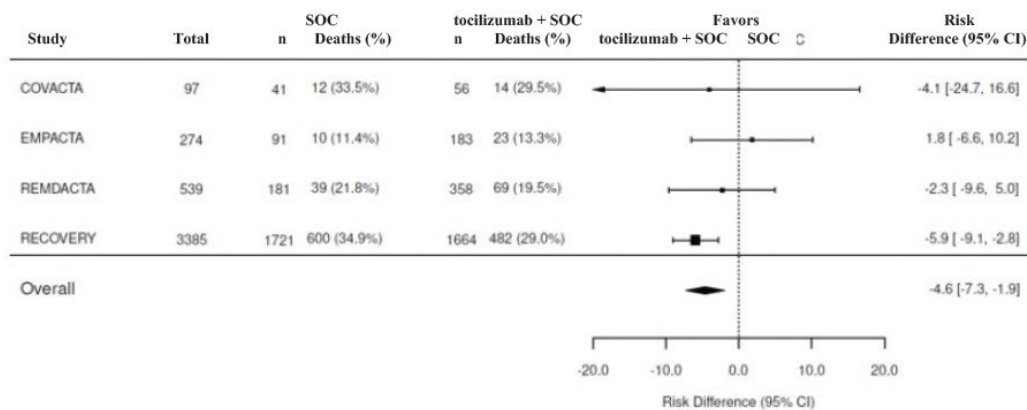 SOC tocilizumab + SOC Favors Risk
Study Total n Deaths (%) n Deaths (%) tocilizumab + SOC SOC Difference (95% CI)
COVACTA 97 41 12 (33.5%) 56 14 (29.5%) -4.1 [-24.7, 16.6]
EMPACTA 274 91 10 (11.4%) 183 23 (13.3%) 1.8 [ -6.6, 10.2]
REMDACTA 539 181 39 (21.8%) 358 69 (19.5%) -2.3 [ -9.6, 5.0]
RECOVERY 3385 1721 600 (34.9%) 1664 482 (29.0%) -5.9 [ -9.1, -2.8]
Overall -4.6 [-7.3, -1.9]
-20.0 -10.0 0.0 10.0 20.0
Risk Difference (95% CI)